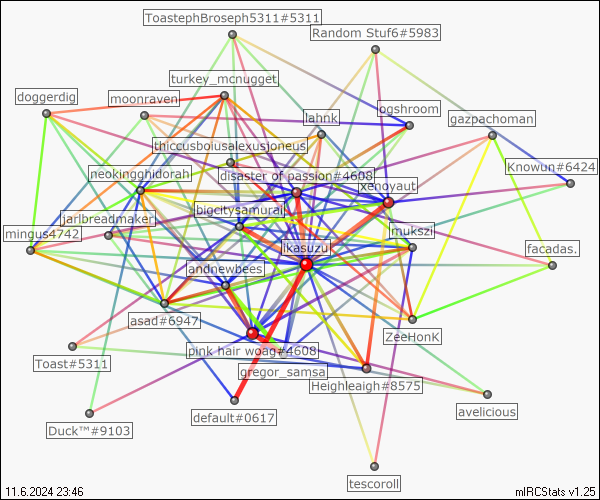 ToastephBroseph5311#5311
Random Stuf6#5983
turkey_mcnugget
doggerdig
moonraven
lahnk
ogshroom
gazpachoman
thiccusboiusalexusjoneus
neokingghidorah
disaster of passion#4608
Knowun#6424
xenoyaut
jaribreadmaker
bigcitysamurai
mingus4742
mukszi
ikasuzu
facadas.
andnewbees
asad#6947
ZeeHonK
pink hair woag#4608
Toast#5311
gregor_samsa
Heighleaigh#8575
default#0617
avelicious
Duck™#9103
tescoroll
11.6.2024 23:46
mIRCStats v1.25